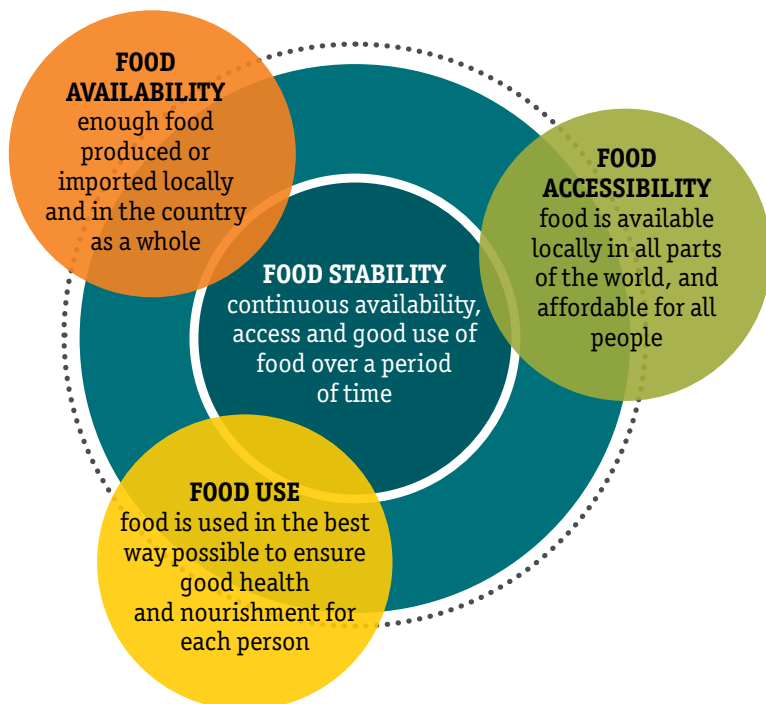 FOOD
AVAILABILITY
enough food
produced or
imported locally
and in the country
as a whole
FOOD
ACCESSIBILITY
food is available
locally in all parts
of the world, and
affordable for all
people
FOOD STABILITY
continuous availability,
access and good use of
food over a period
of time
FOOD USE
food is used in the best
way possible to ensure
good health
and nourishment for
each person